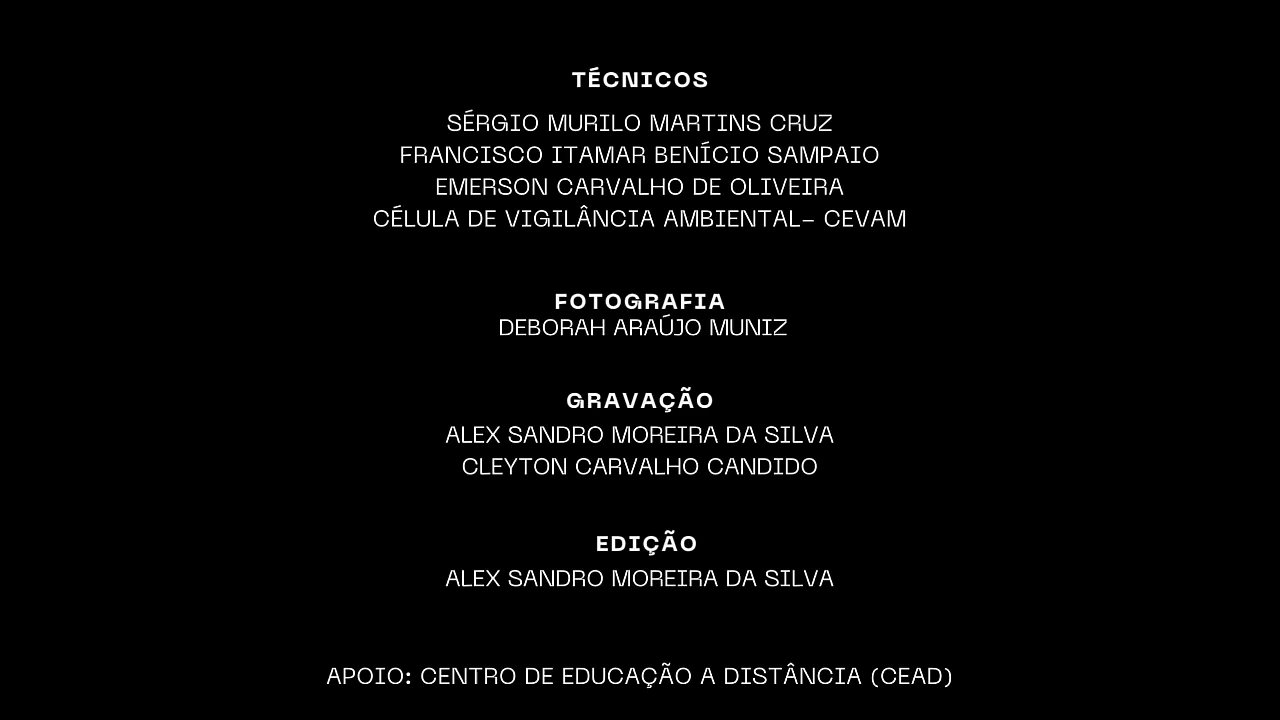 TÉCNICOS
SÉRGIO MURILO MARTINS CRUZ
FRANCISCO ITAMAR BENÍCIO SAMPAIO
EMERSON CARVALHO DE OLIVEIRA
CÉLULA DE VIGILÂNCIA AMBIENTAL– CEVAM
FOTOGRAFIA
DEBORAH ARAÚJO MUNIZ
GRAVAÇÃO
ALEX SANDRO MOREIRA DA SILVA
CLEYTON CARVALHO CANDIDO
EDIÇÃO
ALEX SANDRO MOREIRA DA SILVA
APOIO: CENTRO DE EDUCAÇÃO A DISTÂNCIA (CEAD)